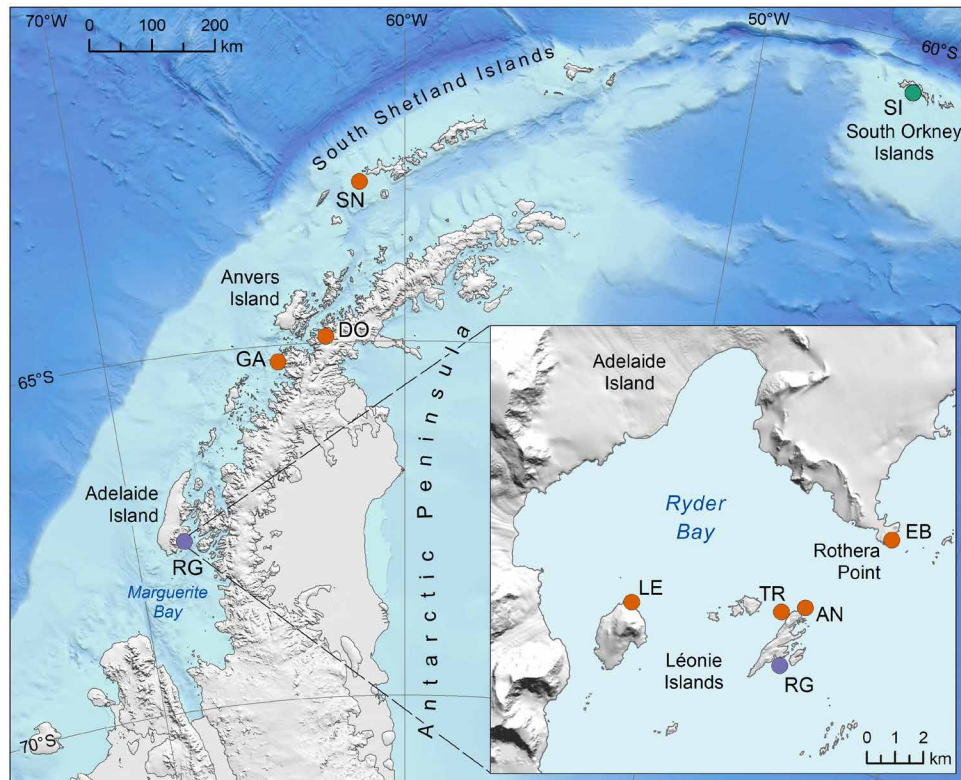 70°W
60°W
50°W
60°S
0 100 200
km
South Shetland Islands
SI
South Orkney
Islands
SN
Anvers
Island
DO
GA
65°S
Adelaide
Island
RG
Marguerite
Bay
70°S
Antarctic Peninsula
Adelaide
Island
Ryder
Bay
EB
Rothera
Point
LE
TR
AN
Léonie
Islands
RG
0 1 2
km